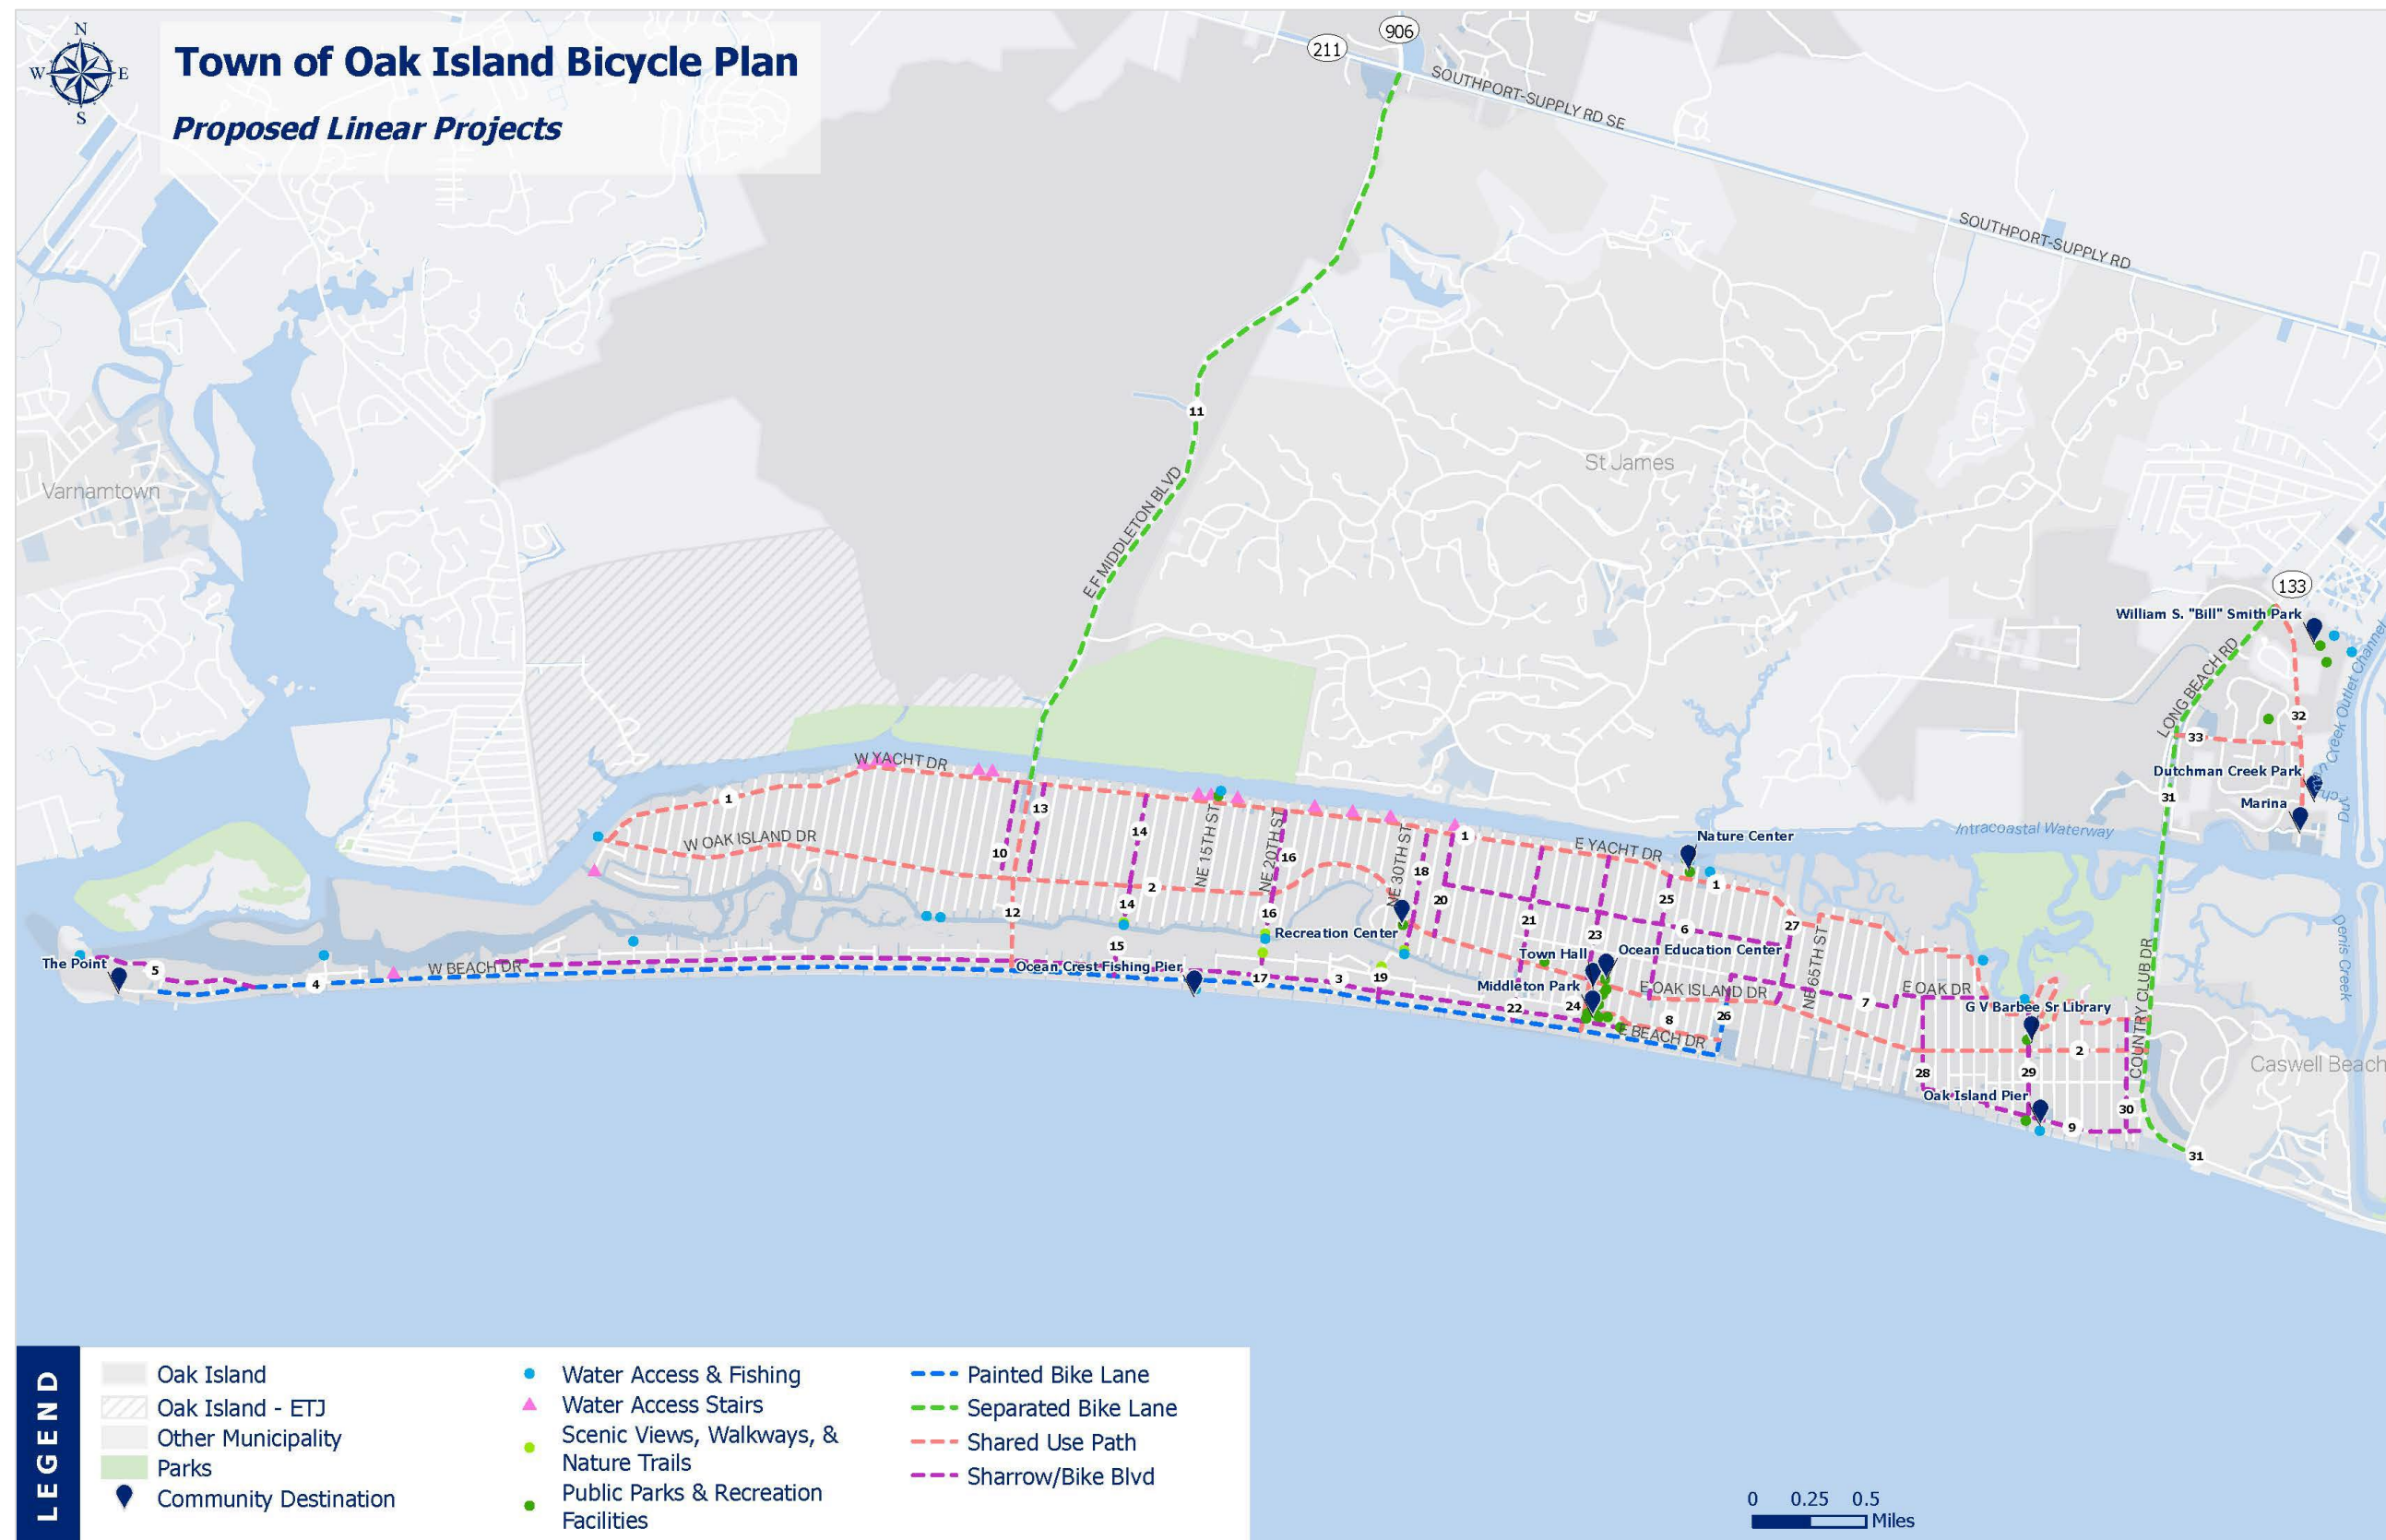 N
W
E
S
Town of Oak Island Bicycle Plan
Proposed Linear Projects
906
211
SOUTHPORT-SUPPLY RD SE
SOUTHPORT-SUPPLY RD
11
E F MIDDLETON BLVD
St James
Varnamtown
133
William S. "Bill" Smith Park
LONG BEACH RD
Dutchman Creek Outlet Channel
32
33
Dutchman Creek Park
31
Marina
W YACHT DR
1
13
14
NE 15TH ST
NE 20TH ST
16
NE 30TH ST
1
E YACHT DR
Nature Center
Intracoastal Waterway
W OAK ISLAND DR
10
2
18
20
25
1
12
14
16
21
23
6
27
Recreation Center
Town Hall
Ocean Education Center
NE 65TH ST
Denis Creek
15
The Point
5
4
W BEACH DR
Ocean Crest Fishing Pier
17
3
19
Middleton Park
E OAK ISLAND DR
7
E OAK DR
COUNTRY CLUB DR
G V Barbee Sr Library
22
24
8
26
E BEACH DR
2
Caswell Beach
28
29
Oak Island Pier
30
9
31
LEGEND
Oak Island
Oak Island - ETJ
Other Municipality
Parks
Community Destination
Water Access & Fishing
Water Access Stairs
Scenic Views, Walkways, &
Nature Trails
Public Parks & Recreation
Facilities
Painted Bike Lane
Separated Bike Lane
Shared Use Path
Sharrow/Bike Blvd
0 0.25 0.5
Miles